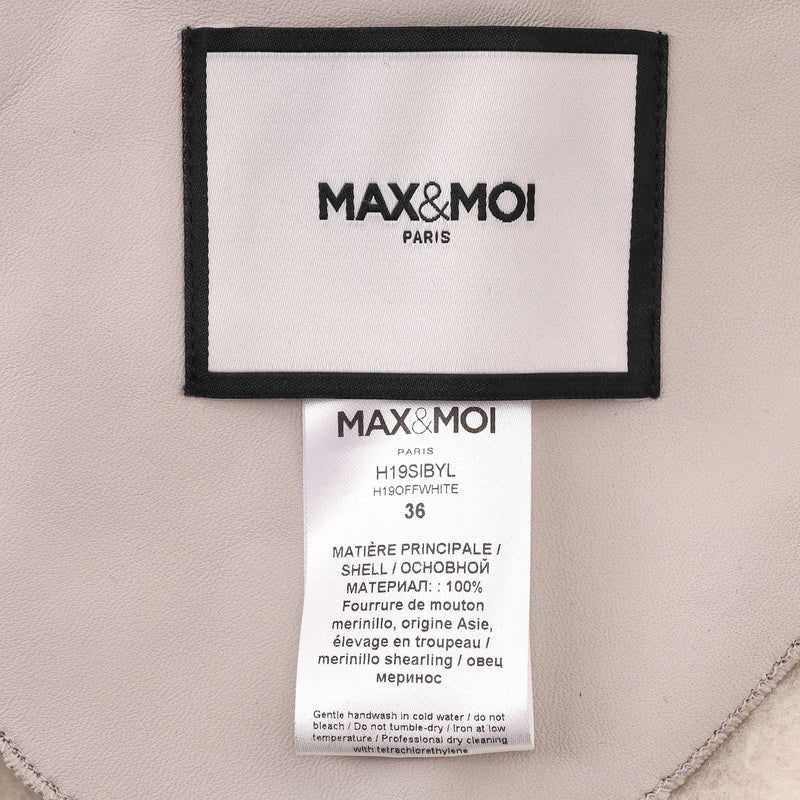 MAX&MOI
PARIS
MAX&MOI
PARIS
H19SIBYL
H19OFFWHITE
36
MATIÈRE PRINCIPALE /
SHELL / ОСНОВНОЙ
МАТЕРИАЛ: : 100%
Fourrure de mouton
merinillo, origine Asie,
élevage en troupeau /
merinillo shearling / овец
меринос
Gentle handwash in cold water / do not
bleach / Do not tumble-dry / Iron at low
temperature / Professional dry cleaning
with tetrachlorethylene